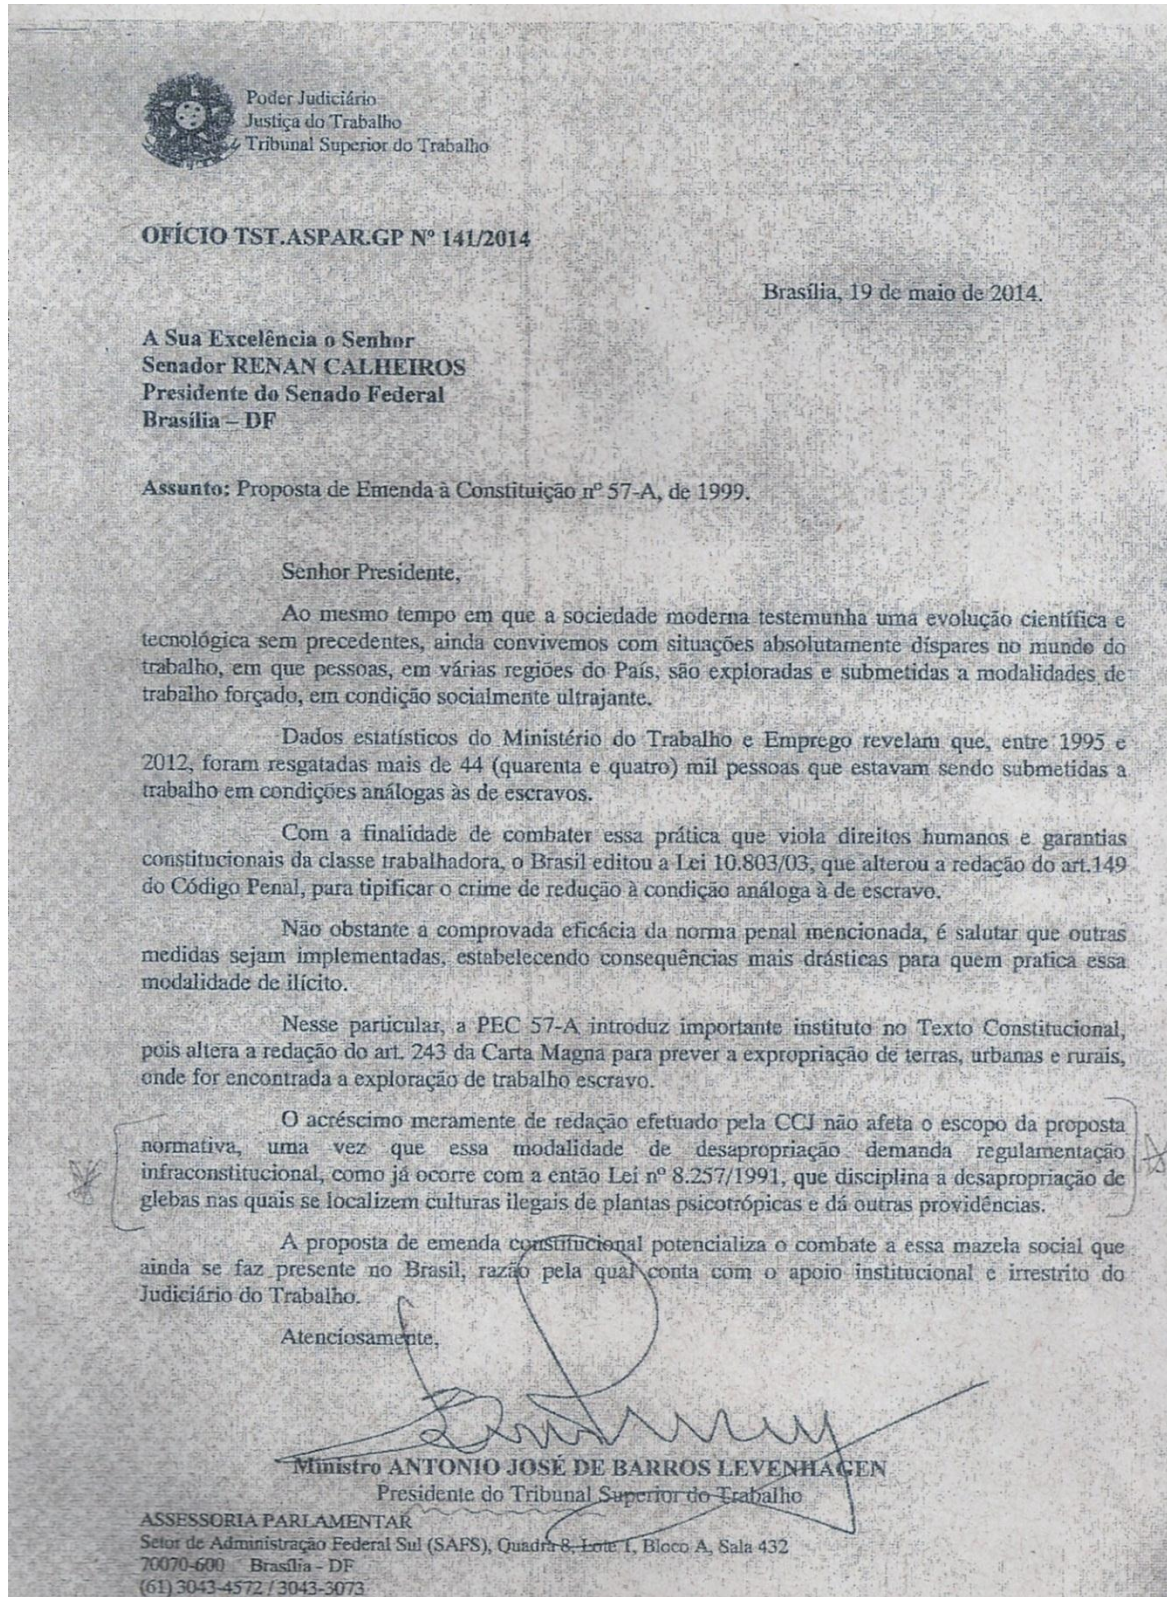 Poder Judiciário
Justiça do Trabalho
Tribunal Superior do Trabalho
OFÍCIO TST.ASPAR.GP Nº 141/2014
Brasília, 19 de maio de 2014.
A Sua Excelência o Senhor
Senador RENAN CALHEIROS
Presidente do Senado Federal
Brasília – DF
Assunto: Proposta de Emenda à Constituição nº 57-A, de 1999.
Senhor Presidente,
Ao mesmo tempo em que a sociedade moderna testemunha uma evolução científica e
tecnológica sem precedentes, ainda convivemos com situações absolutamente díspares no mundo do
trabalho, em que pessoas, em várias regiões do País, são exploradas e submetidas a modalidades de
trabalho forçado, em condição socialmente ultrajante.
Dados estatísticos do Ministério do Trabalho e Emprego revelam que, entre 1995 e
2012, foram resgatadas mais de 44 (quarenta e quatro) mil pessoas que estavam sendo submetidas a
trabalho em condições análogas às de escravos.
Com a finalidade de combater essa prática que viola direitos humanos e garantias
constitucionais da classe trabalhadora, o Brasil editou a Lei 10.803/03, que alterou a redação do art.149
do Código Penal, para tipificar o crime de redução à condição análoga à de escravo.
Não obstante a comprovada eficácia da norma penal mencionada, é salutar que outras
medidas sejam implementadas, estabelecendo consequências mais drásticas para quem pratica essa
modalidade de ilícito.
Nesse particular, a PEC 57-A introduz importante instituto no Texto Constitucional,
pois altera a redação do art. 243 da Carta Magna para prever a expropriação de terras, urbanas e rurais,
onde for encontrada a exploração de trabalho escravo.
O acréscimo meramente de redação efetuado pela CCJ não afeta o escopo da proposta
normativa, uma vez que essa modalidade de desapropriação demanda regulamentação
infraconstitucional, como já ocorre com a então Lei nº 8.257/1991, que disciplina a desapropriação de
glebas nas quais se localizem culturas ilegais de plantas psicotrópicas e dá outras providências.
A proposta de emenda constitucional potencializa o combate a essa mazela social que
ainda se faz presente no Brasil, razão pela qual conta com o apoio institucional e irrestrito do
Judiciário do Trabalho.
Atenciosamente,
Ministro ANTONIO JOSÉ DE BARROS LEVENHAGEN
Presidente do Tribunal Superior do Trabalho
ASSESSORIA PARLAMENTAR
Setor de Administração Federal Sul (SAFS), Quadra 8, Lote 1, Bloco A, Sala 432
70070-600 Brasília - DF
(61) 3043-4572 / 3043-3073